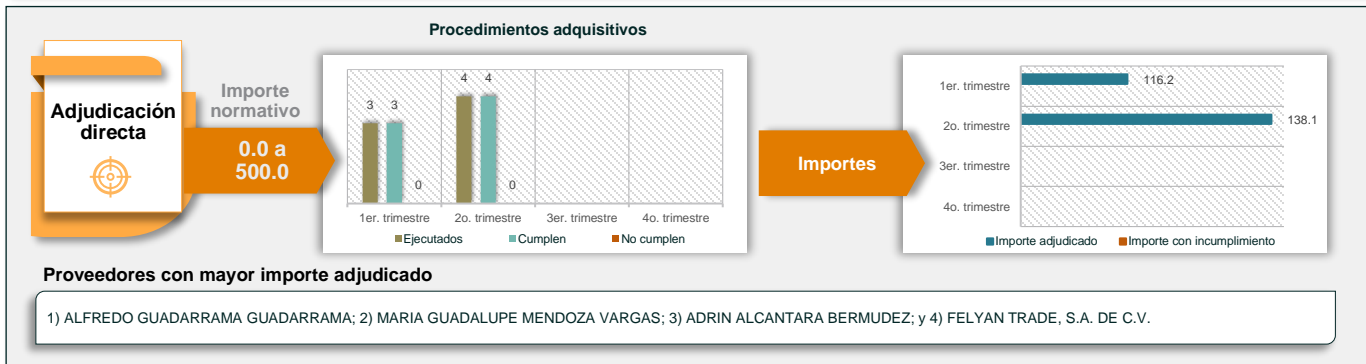 Procedimientos adquisitivos
Adjudicación
directa
Importe
normativo
0.0 a
500.0
3 3 0
4 4 0
1er. trimestre 2o. trimestre 3er. trimestre 4o. trimestre
Ejecutados Cumplen No cumplen
Importes
1er. trimestre 116.2
2o. trimestre 138.1
3er. trimestre
4o. trimestre
Importe adjudicado Importe con incumplimiento
Proveedores con mayor importe adjudicado
1) ALFREDO GUADARRAMA GUADARRAMA; 2) MARIA GUADALUPE MENDOZA VARGAS; 3) ADRIN ALCANTARA BERMUDEZ; y 4) FELYAN TRADE, S.A. DE C.V.